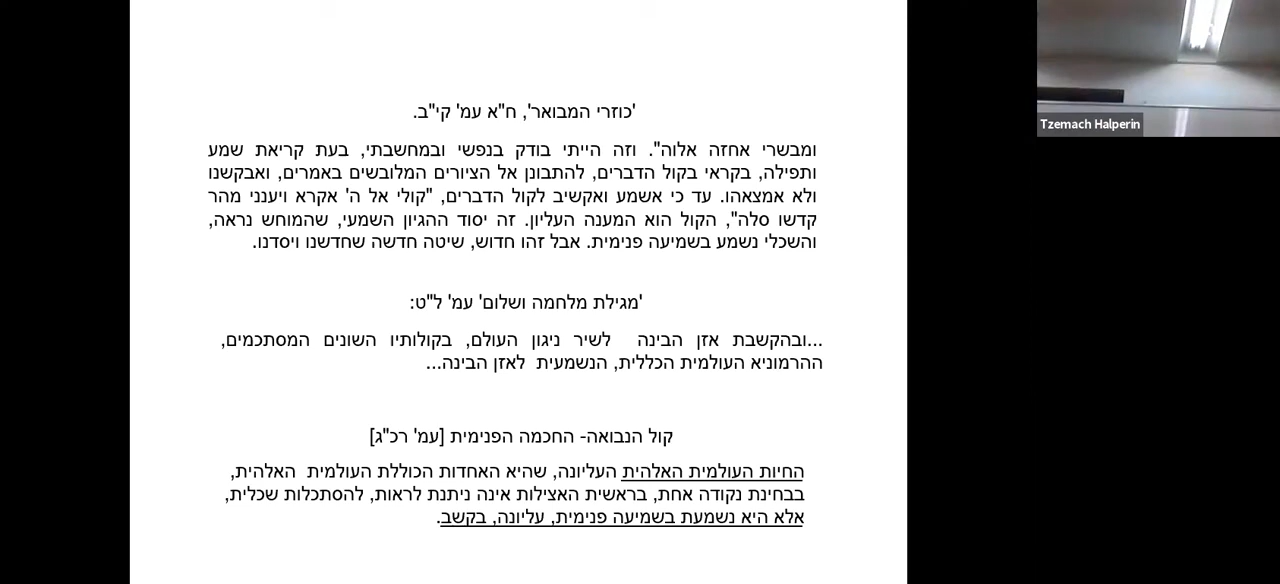 'כוזרי המבואר', ח"א עמ' קי"ב.
ומבשרי אחזה אלוה". וזה הייתי בודק בנפשי ובמחשבתי, בעת קריאת שמע
ותפילה, בקראי בקול הדברים, להתבונן אל הציורים המלובשים באמרים, ואבקשנו
ולא אמצאהו. עד כי אשמע ואקשיב לקול הדברים, "קולי אל ה' אקרא ויענני מהר
קדשו סלה", הקול הוא המענה העליון. זה יסוד ההגיון השמעי, שהמוחש נראה,
והשכלי נשמע בשמיעה פנימית. אבל זהו חדוש, שיטה חדשה שחדשנו ויסדנו.
'מגילת מלחמה ושלום' עמ' ל"ט:
...ובהקשבת אזן הבינה לשיר ניגון העולם, בקולותיו השונים המסתכמים,
ההרמוניא העולמית הכללית, הנשמעית לאזן הבינה...
קול הנבואה- החכמה הפנימית [עמ' רכ"ג]
החיות העולמית האלהית העליונה, שהיא האחדות הכוללת העולמית האלהית,
בבחינת נקודה אחת, בראשית האצילות אינה ניתנת לראות, להסתכלות שכלית,
אלא היא נשמעת בשמיעה פנימית, עליונה, בקשב.
Tzemach Halperin